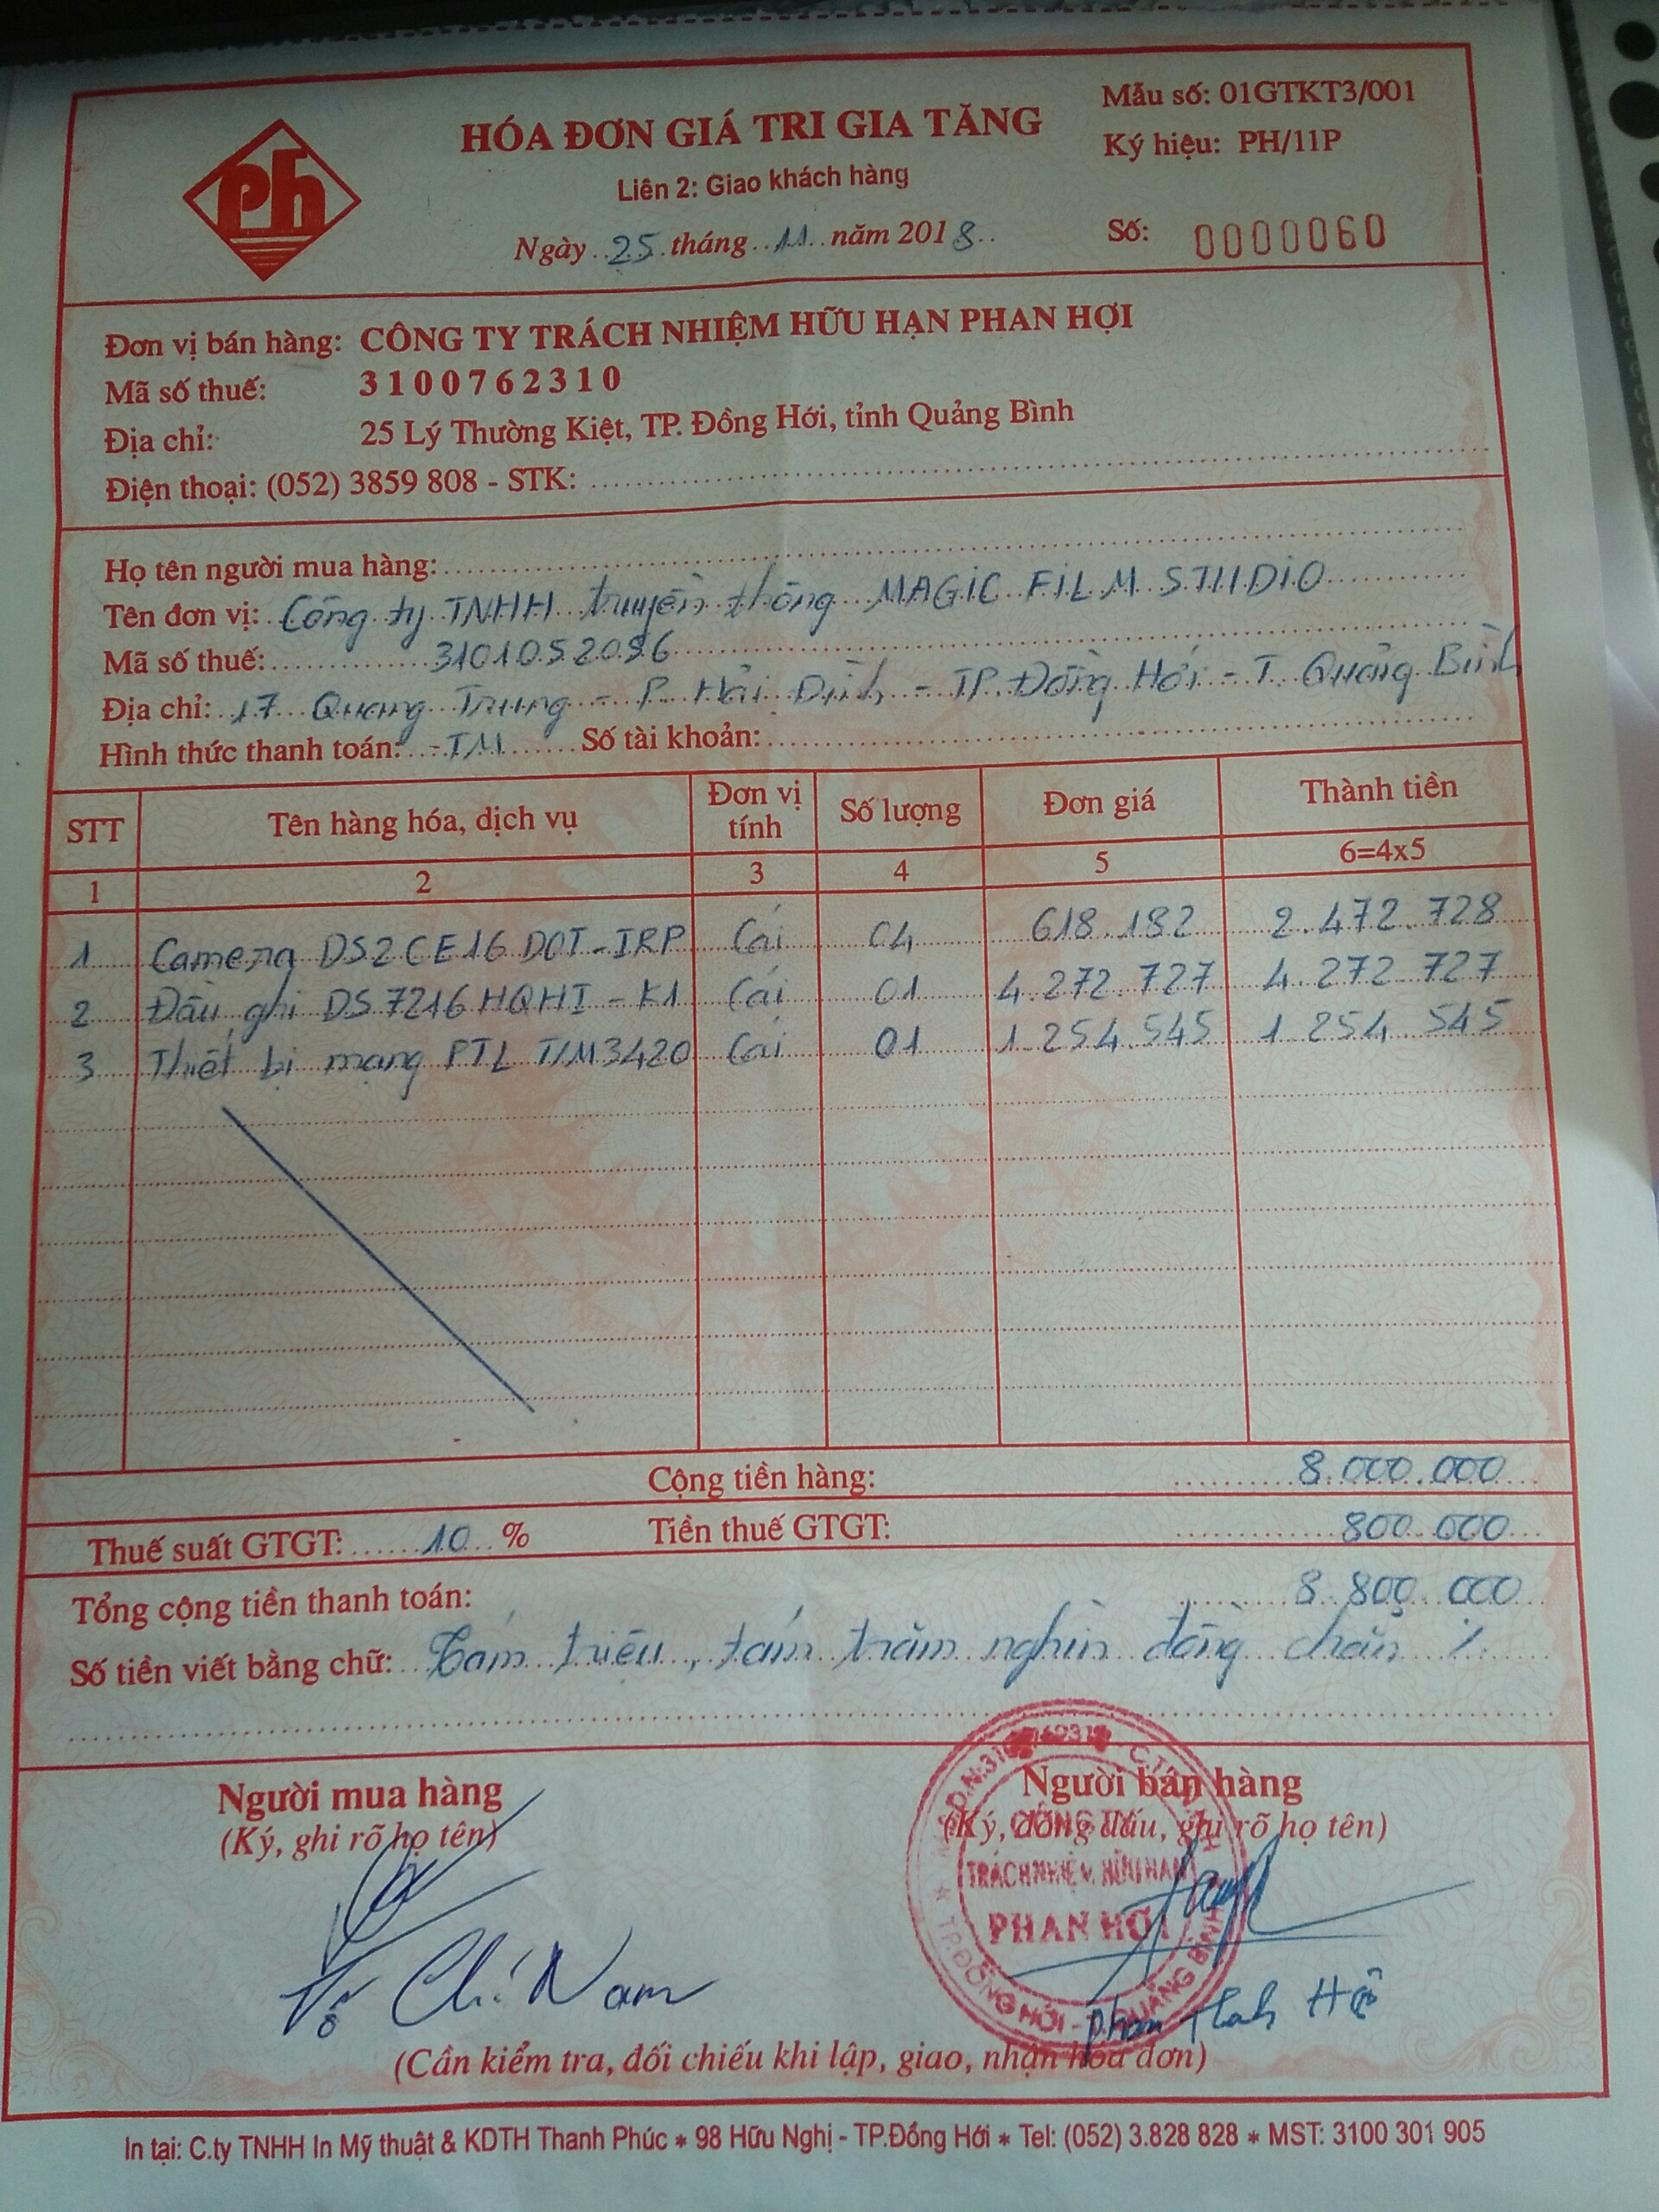 Mẫu số: 01GTKT3/001
HÓA ĐƠN GIÁ TRI GIA TĂNG
Ký hiệu: PH/11P
Ph
Liên 2: Giao khách hàng
Ngày 25 tháng 11 năm 2018
Số: 0000060
Đơn vị bán hàng: CÔNG TY TRÁCH NHIỆM HỮU HẠN PHAN HỢI
Mã số thuế: 3100762310
Địa chỉ: 25 Lý Thường Kiệt, TP. Đồng Hới, tỉnh Quảng Bình
Điện thoại: (052) 3859 808 - STK:
Họ tên người mua hàng:
Tên đơn vị: Công ty TNHH truyền thông MAGIC FILM STUDIO
Mã số thuế: 3101052096
Địa chỉ: 17 Quang Trung - P. Hải Đình - TP. Đồng Hới - T. Quảng Bình
Hình thức thanh toán: TM Số tài khoản:
STT Tên hàng hóa, dịch vụ Đơn vị tính Số lượng Đơn giá Thành tiền
1 2 3 4 5 6=4x5
1 Camera DS2CE16DOT-IRP Cái 04 618.182 2.472.728
2 Đầu ghi DS7216HQHI-K1 Cái 01 4.272.727 4.272.727
3 Thiết bị mạng PTL T/M3420 Cái 01 1.254.545 1.254.545
Cộng tiền hàng: 8.000.000
Thuế suất GTGT: 10 % Tiền thuế GTGT: 800.000
Tổng cộng tiền thanh toán: 8.800.000
Số tiền viết bằng chữ: Tám triệu, tám trăm nghìn đồng chẵn ./.
Người mua hàng Người bán hàng
(Ký, ghi rõ họ tên) (Ký, đóng dấu, ghi rõ họ tên)
CÔNG TY
TRÁCH NHIỆM HỮU HẠN
PHAN HỢI
TP. ĐỒNG HỚI - T. QUẢNG BÌNH
Võ Chí Nam
Phan Thanh
(Cần kiểm tra, đối chiếu khi lập, giao, nhận hóa đơn)
In tại: C.ty TNHH In Mỹ thuật & KDTH Thanh Phúc * 98 Hữu Nghị - TP.Đồng Hới * Tel: (052) 3.828 828 * MST: 3100 301 905